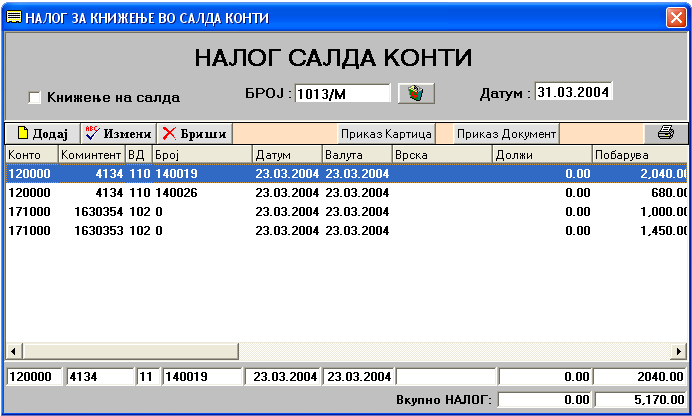 НАЛОГ ЗА КНИЖЕЊЕ ВО САЛДА КОНТИ
НАЛОГ САЛДА КОНТИ
Книжење на салда БРОЈ : 1013/М Датум : 31.03.2004
Додај ABC Измени Бриши Приказ Картица Приказ Документ
Конто Коминтент ВД Број Датум Валута Врска Должи Побарува
120000 4134 110 140019 23.03.2004 23.03.2004 0.00 2,040.00
120000 4134 110 140026 23.03.2004 23.03.2004 0.00 680.00
171000 1630354 102 0 23.03.2004 23.03.2004 0.00 1,000.00
171000 1630353 102 0 23.03.2004 23.03.2004 0.00 1,450.00
120000 4134 11 140019 23.03.2004 23.03.2004 0.00 2040.00
Вкупно НАЛОГ: 0.00 5,170.00